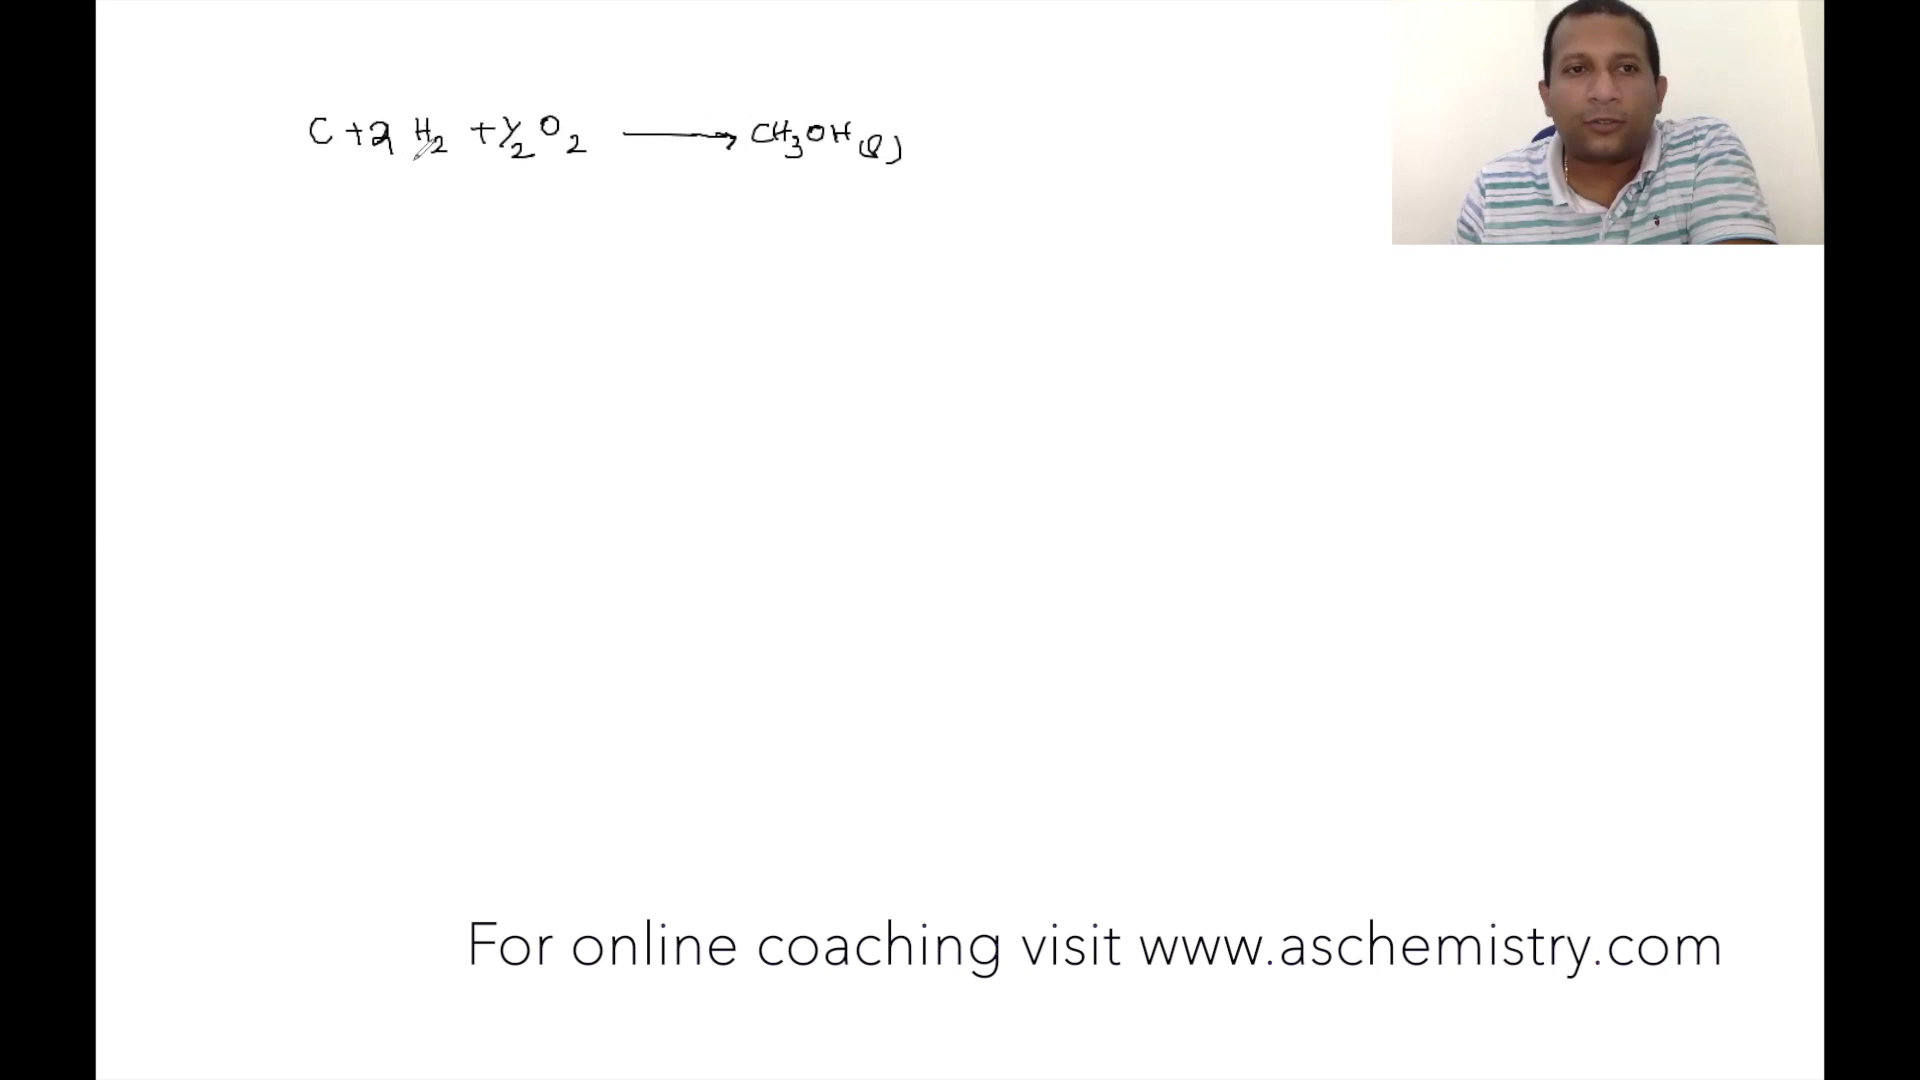 C + 2 H₂ + ½ O₂ ⟶ CH₃OH (l)
For online coaching visit www.aschemistry.com